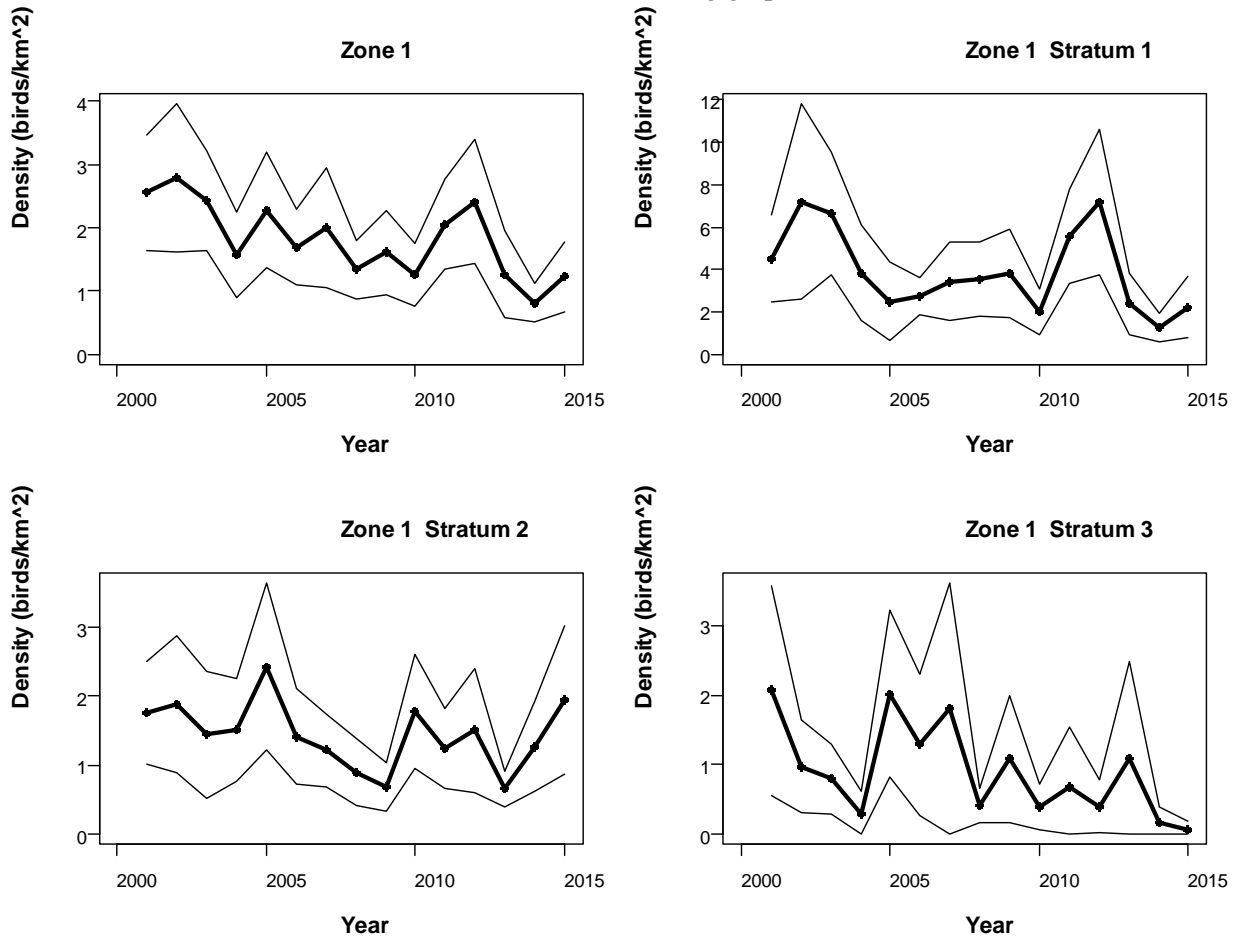 Zone 1
Density (birds/km^2)
4
3
2
1
0
2000 2005 2010 2015
Year
Zone 1 Stratum 1
Density (birds/km^2)
12
10
8
6
4
2
0
2000 2005 2010 2015
Year
Zone 1 Stratum 2
Density (birds/km^2)
3
2
1
0
2000 2005 2010 2015
Year
Zone 1 Stratum 3
Density (birds/km^2)
3
2
1
0
2000 2005 2010 2015
Year